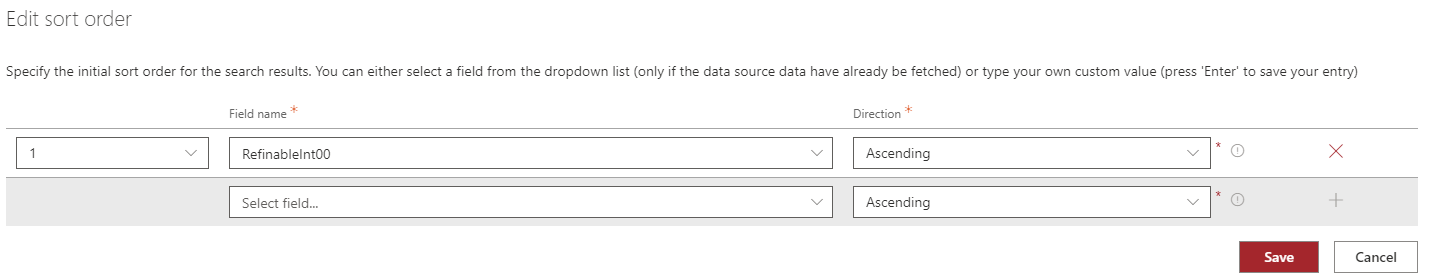 Edit sort order
Specify the initial sort order for the search results. You can either select a field from the dropdown list (only if the data source data have already be fetched) or type your own custom value (press 'Enter' to save your entry)
Field name * Direction *
1 RefinableInt00 Ascending *
Select field... Ascending *
Save Cancel